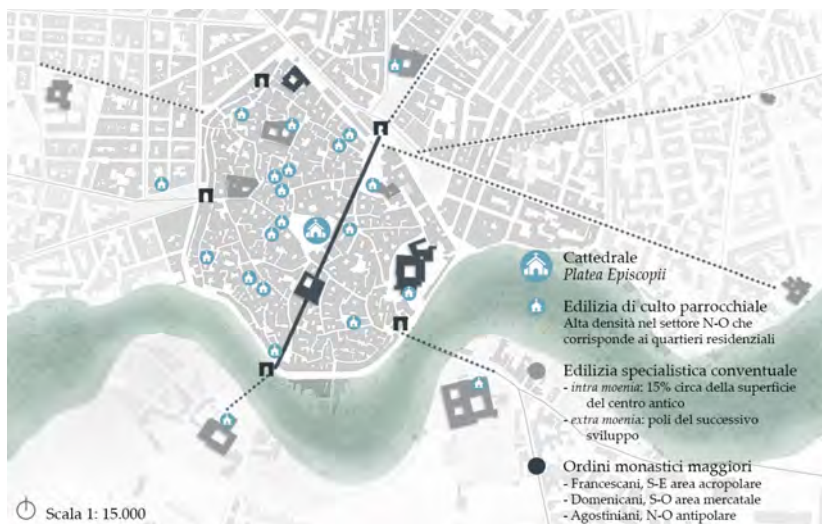 Cattedrale
Platea Episcopii
Edilizia di culto parrocchiale
Alta densità nel settore N-O che
corrisponde ai quartieri residenziali
Edilizia specialistica conventuale
- intra moenia: 15% circa della superficie
del centro antico
- extra moenia: poli del successivo
sviluppo
Ordini monastici maggiori
- Francescani, S-E area acropolare
- Domenicani, S-O area mercatale
- Agostiniani, N-O antipolare
Scala 1: 15.000